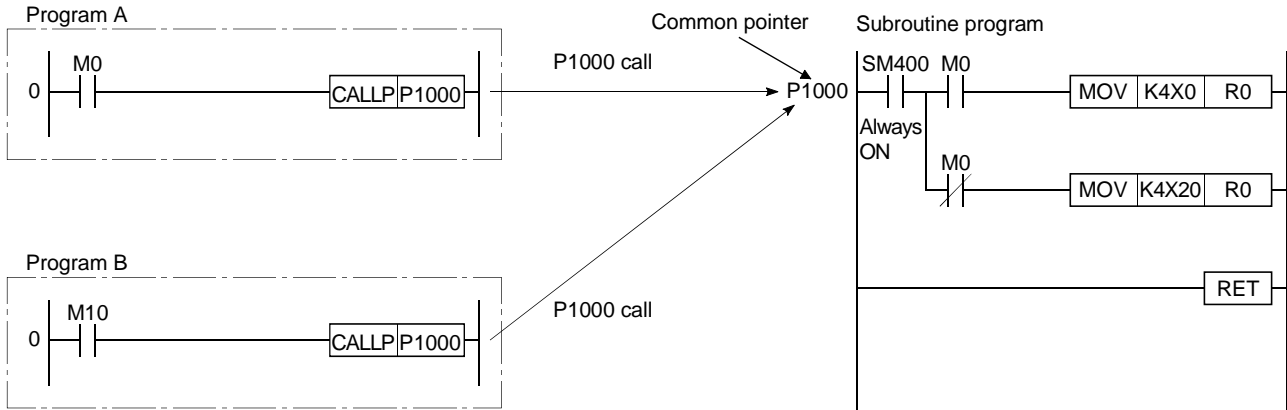 Program A
M0
0
CALLP P1000
P1000 call
Common pointer
P1000
Subroutine program
SM400 M0
MOV K4X0 R0
Always
ON
M0
MOV K4X20 R0
RET
Program B
M10
0
CALLP P1000
P1000 call